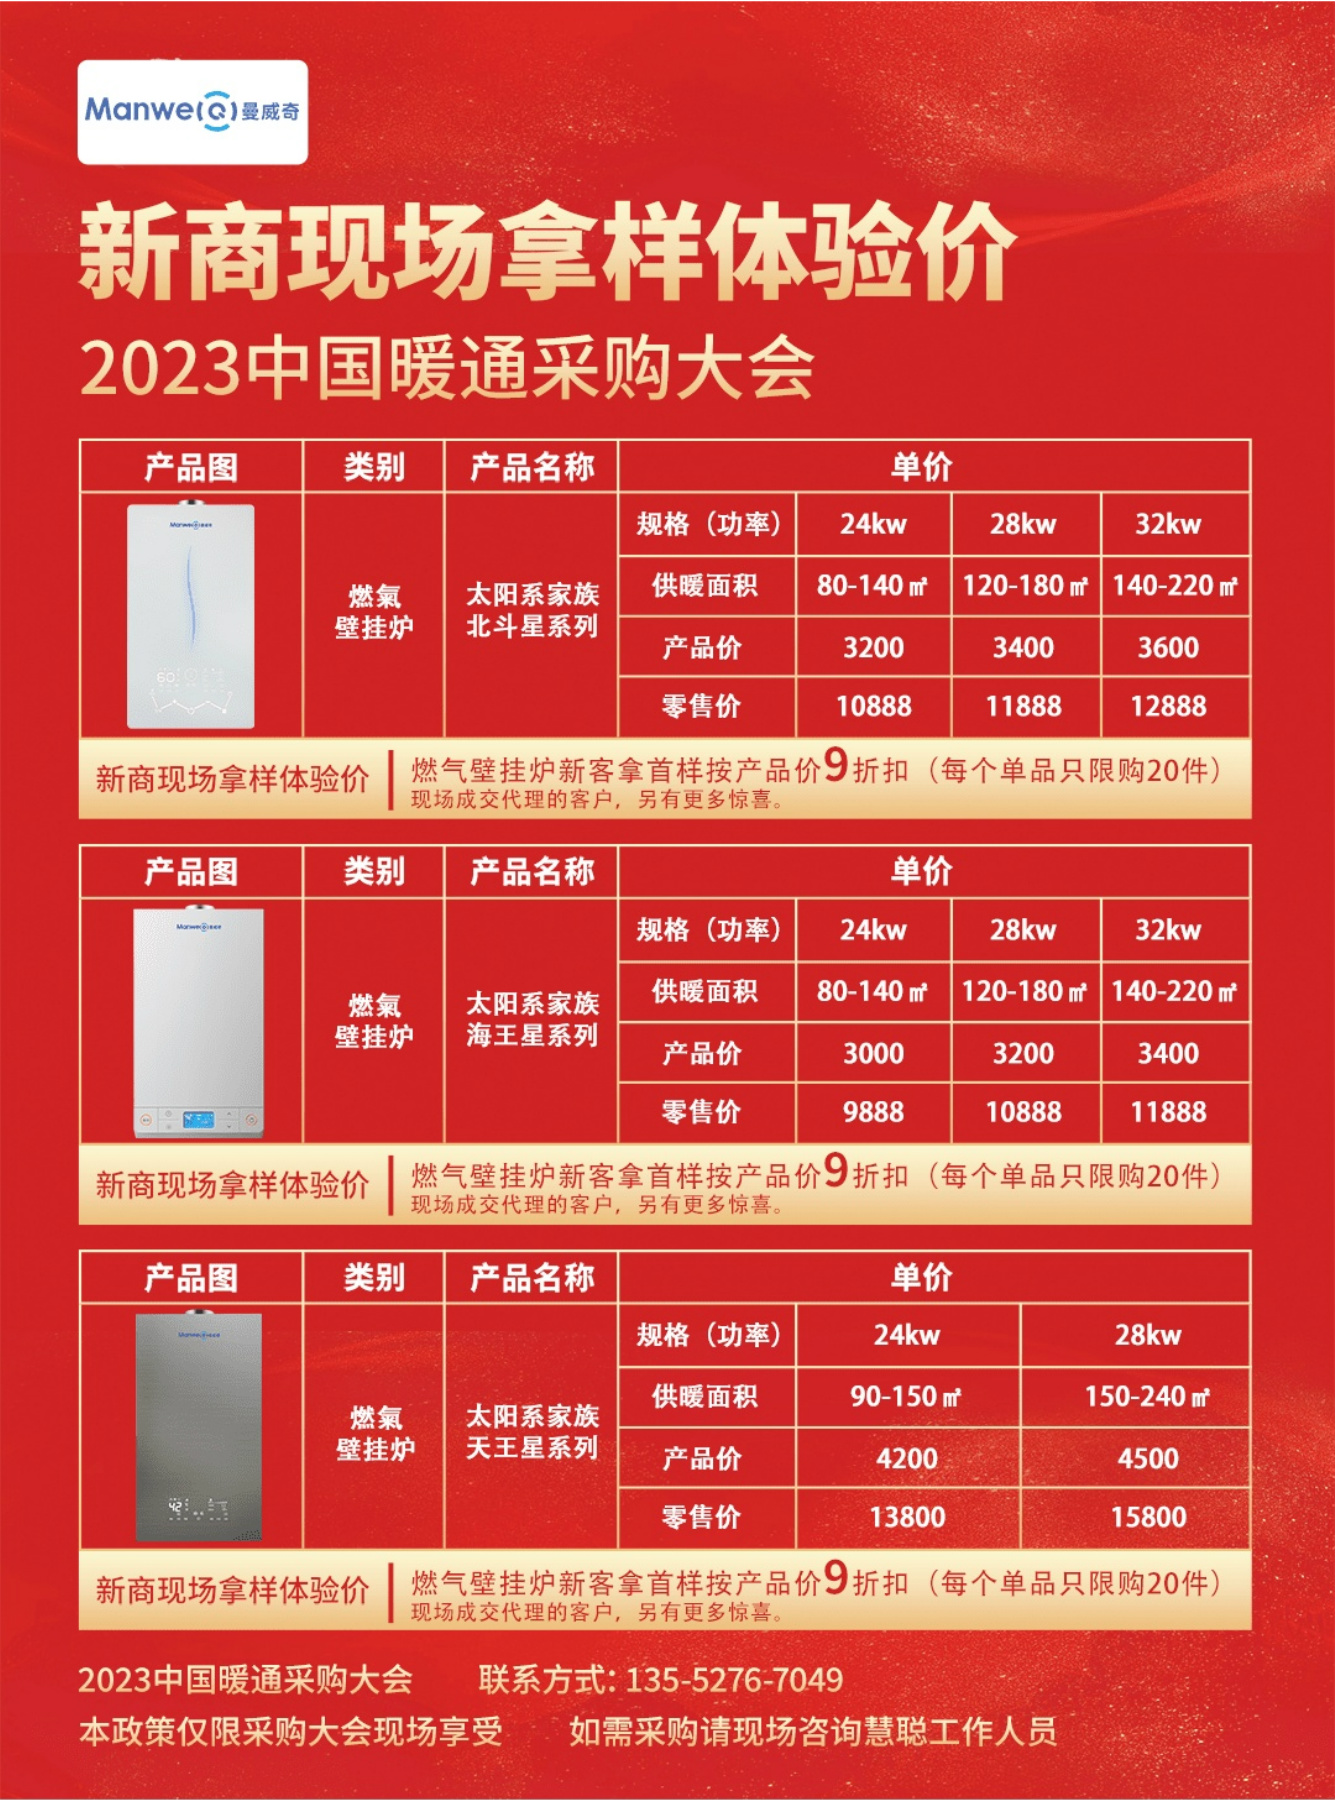 Manwe(Q)曼威奇
新商现场拿样体验价
2023中国暖通采购大会
产品图 类别 产品名称 单价
Manwe(Q)曼威奇
60
燃氣
壁挂炉
太阳系家族
北斗星系列
规格（功率） 24kw 28kw 32kw
供暖面积 80-140㎡ 120-180㎡ 140-220㎡
产品价 3200 3400 3600
零售价 10888 11888 12888
新商现场拿样体验价
燃气壁挂炉新客拿首样按产品价9折扣（每个单品只限购20件）
现场成交代理的客户，另有更多惊喜。
产品图 类别 产品名称 单价
Manwe(Q)曼威奇
燃氣
壁挂炉
太阳系家族
海王星系列
规格（功率） 24kw 28kw 32kw
供暖面积 80-140㎡ 120-180㎡ 140-220㎡
产品价 3000 3200 3400
零售价 9888 10888 11888
新商现场拿样体验价
燃气壁挂炉新客拿首样按产品价9折扣（每个单品只限购20件）
现场成交代理的客户，另有更多惊喜。
产品图 类别 产品名称 单价
Manwe(Q)曼威奇
42
燃氣
壁挂炉
太阳系家族
天王星系列
规格（功率） 24kw 28kw
供暖面积 90-150㎡ 150-240㎡
产品价 4200 4500
零售价 13800 15800
新商现场拿样体验价
燃气壁挂炉新客拿首样按产品价9折扣（每个单品只限购20件）
现场成交代理的客户，另有更多惊喜。
2023中国暖通采购大会 联系方式: 135-5276-7049
本政策仅限采购大会现场享受 如需采购请现场咨询慧聪工作人员